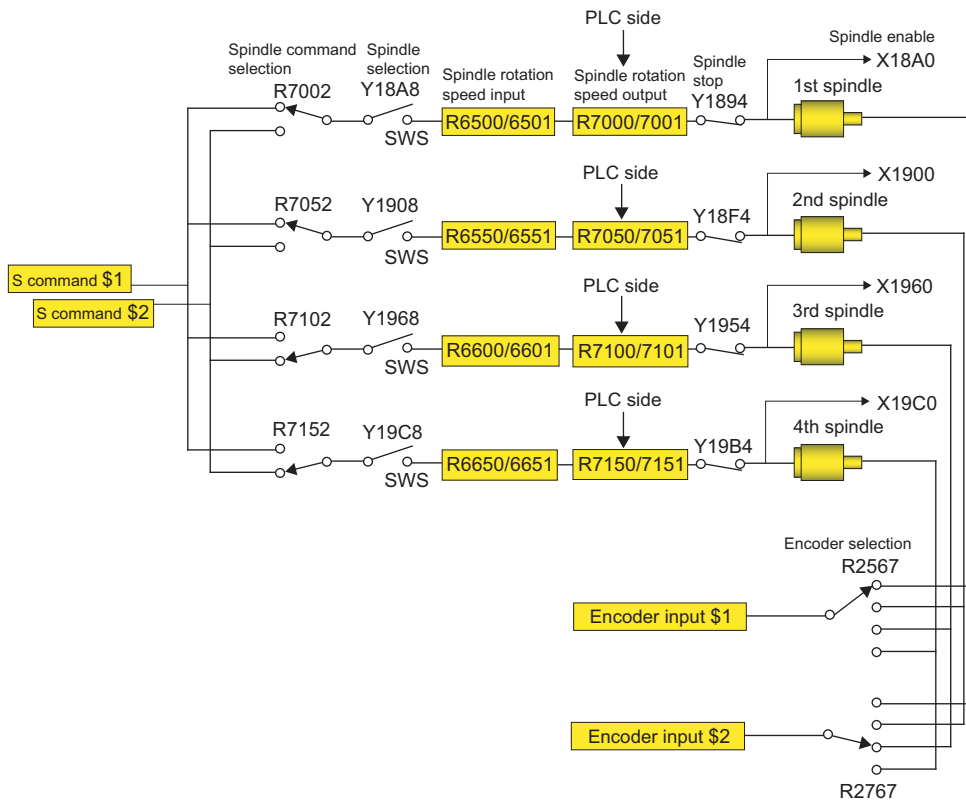 PLC side
Spindle command
selection
Spindle
selection
Spindle rotation
speed input
Spindle rotation
speed output
Spindle
stop
Spindle enable
R7002
Y18A8
SWS
R6500/6501
R7000/7001
Y1894
X18A0
1st spindle
PLC side
R7052
Y1908
SWS
R6550/6551
R7050/7051
Y18F4
X1900
2nd spindle
S command $1
S command $2
PLC side
R7102
Y1968
SWS
R6600/6601
R7100/7101
Y1954
X1960
3rd spindle
PLC side
R7152
Y19C8
SWS
R6650/6651
R7150/7151
Y19B4
X19C0
4th spindle
Encoder selection
R2567
Encoder input $1
Encoder input $2
R2767